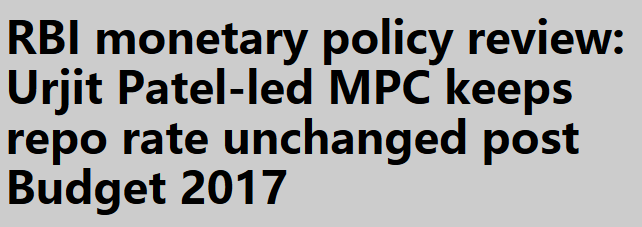 RBI monetary policy review:
Urjit Patel-led MPC keeps
repo rate unchanged post
Budget 2017